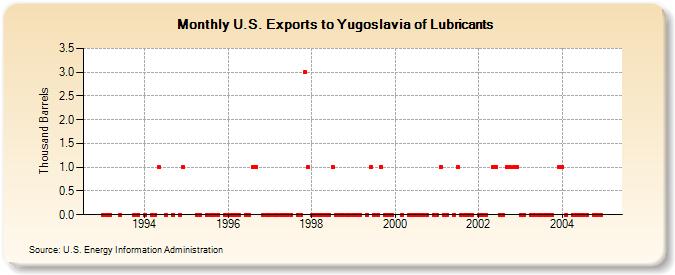 Monthly U.S. Exports to Yugoslavia of Lubricants
Thousand Barrels
3.5
3.0
2.5
2.0
1.5
1.0
0.5
0.0
1994 1996 1998 2000 2002 2004
Source: U.S. Energy Information Administration